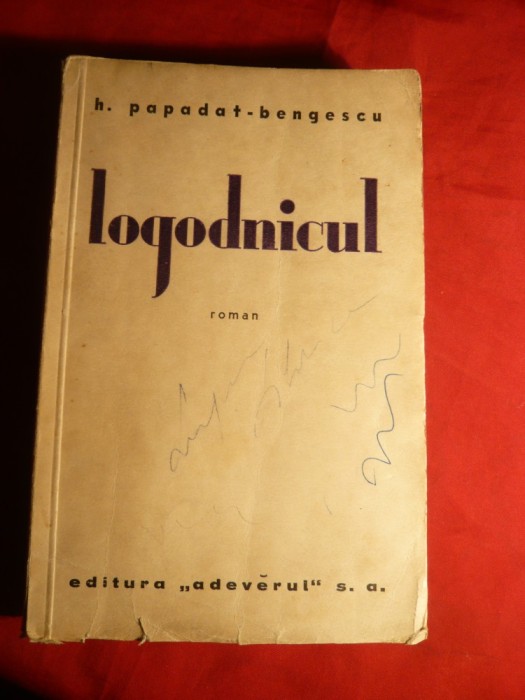 h. papadat-bengescu
logodnicul
roman
editura „adevĕrul" s. a.